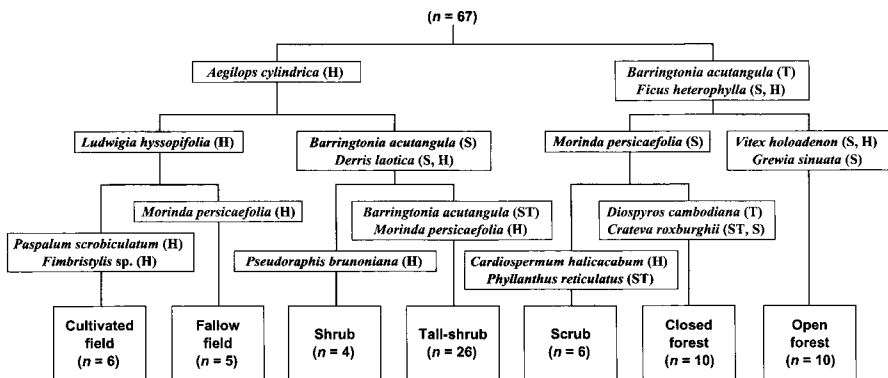 (n = 67)
Aegilops cylindrica (H)
Barringtonia acutangula (T)
Ficus heterophylla (S, H)
Ludwigia hyssopifolia (H)
Barringtonia acutangula (S)
Derris laotica (S, H)
Morinda persicaefolia (S)
Vitex holoadenon (S, H)
Grewia sinuata (S)
Morinda persicaefolia (H)
Barringtonia acutangula (ST)
Morinda persicaefolia (H)
Diospyros cambodiana (T)
Crateva roxburghii (ST, S)
Paspalum scrobiculatum (H)
Fimbristylis sp. (H)
Pseudoraphis brunoniana (H)
Cardiospermum halicacabum (H)
Phyllanthus reticulatus (ST)
Cultivated
field
(n = 6)
Fallow
field
(n = 5)
Shrub
(n = 4)
Tall-shrub
(n = 26)
Scrub
(n = 6)
Closed
forest
(n = 10)
Open
forest
(n = 10)